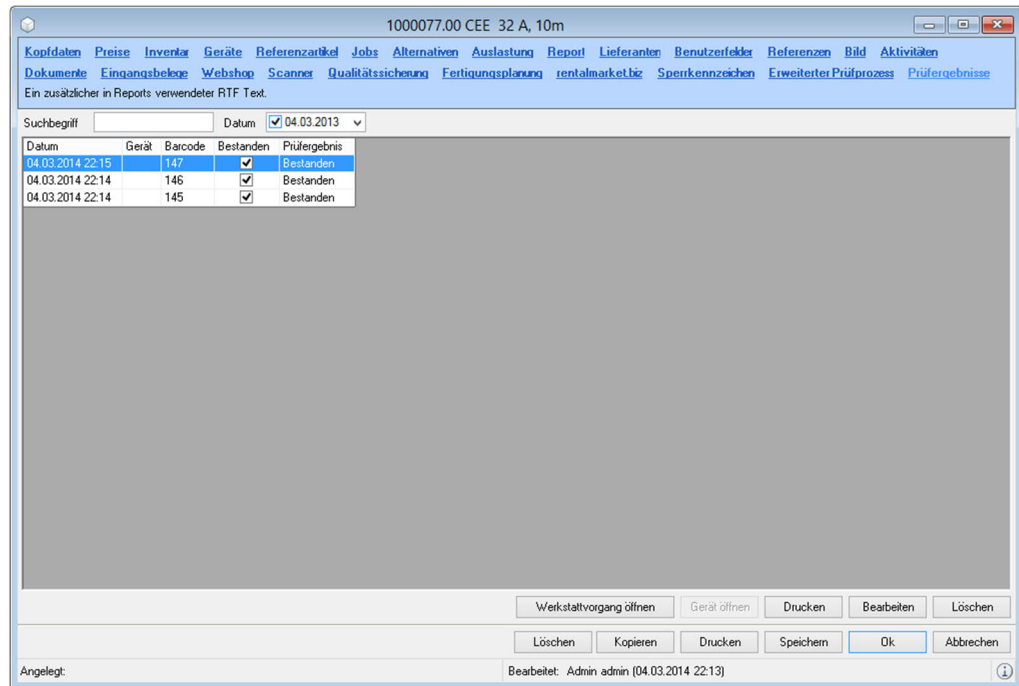 1000077.00 CEE 32 A, 10m
Kopfdaten Preise Inventar Geräte Referenzartikel Jobs Alternativen Auslastung Report Lieferanten Benutzerfelder Referenzen Bild Aktivitäten
Dokumente Eingangsbelege Webshop Scanner Qualitätssicherung Fertigungsplanung rentalmarket.biz Sperrkennzeichen Erweiterter Prüfprozess Prüfergebnisse
Ein zusätzlicher in Reports verwendeter RTF Text.
Suchbegriff Datum 04.03.2013
Datum Gerät Barcode Bestanden Prüfergebnis
04.03.2014 22:15 147 Bestanden
04.03.2014 22:14 146 Bestanden
04.03.2014 22:14 145 Bestanden
Werkstattvorgang öffnen Gerät öffnen Drucken Bearbeiten Löschen
Löschen Kopieren Drucken Speichern Ok Abbrechen
Angelegt: Bearbeitet: Admin admin (04.03.2014 22:13)